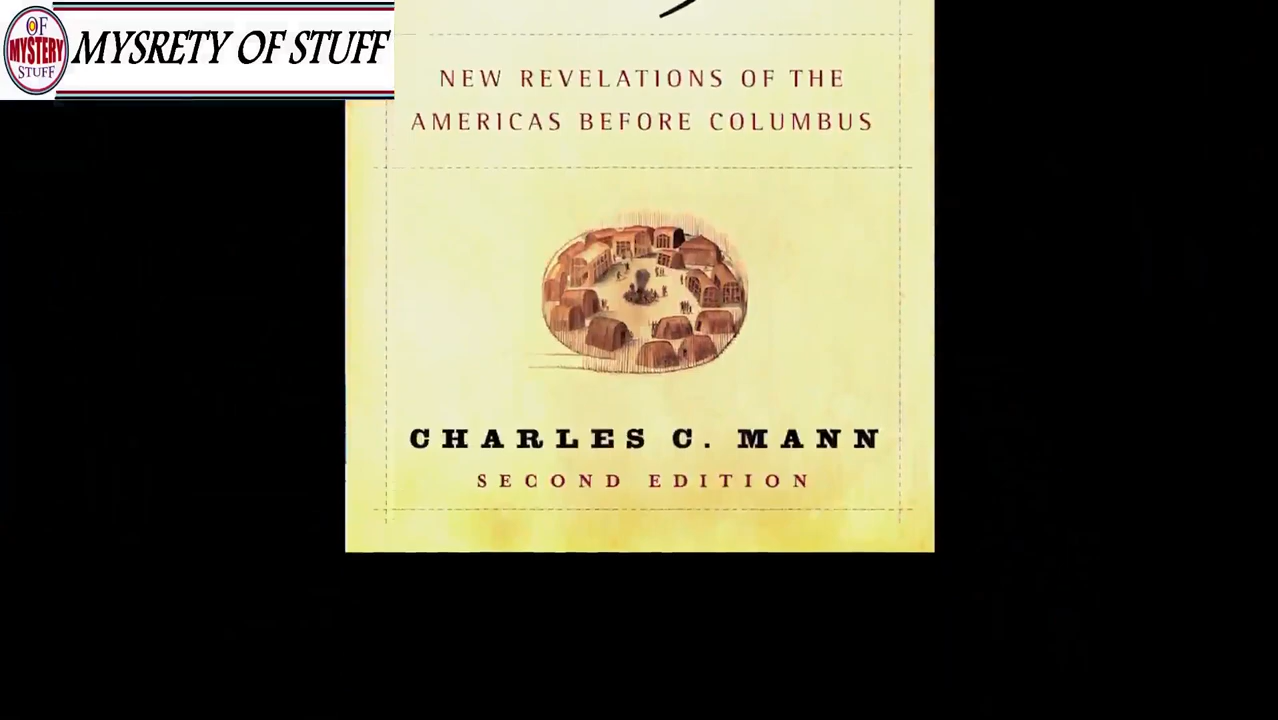 OF
MYSTERY
STUFF
MYSRETY OF STUFF
NEW REVELATIONS OF THE
AMERICAS BEFORE COLUMBUS
CHARLES C. MANN
SECOND EDITION